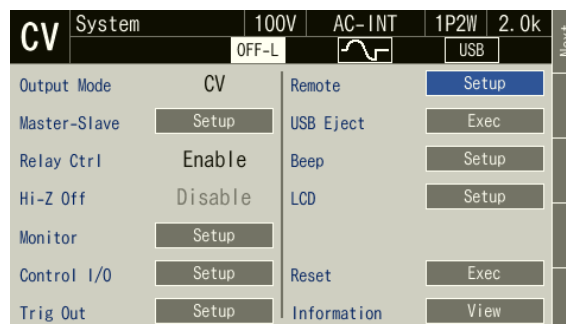 CV System 100V AC-INT 1P2W 2.0k
OFF-L USB
Next
Output Mode CV
Master-Slave Setup
Relay Ctrl Enable
Hi-Z Off Disable
Monitor Setup
Control I/O Setup
Trig Out Setup
Remote Setup
USB Eject Exec
Beep Setup
LCD Setup
Reset Exec
Information View